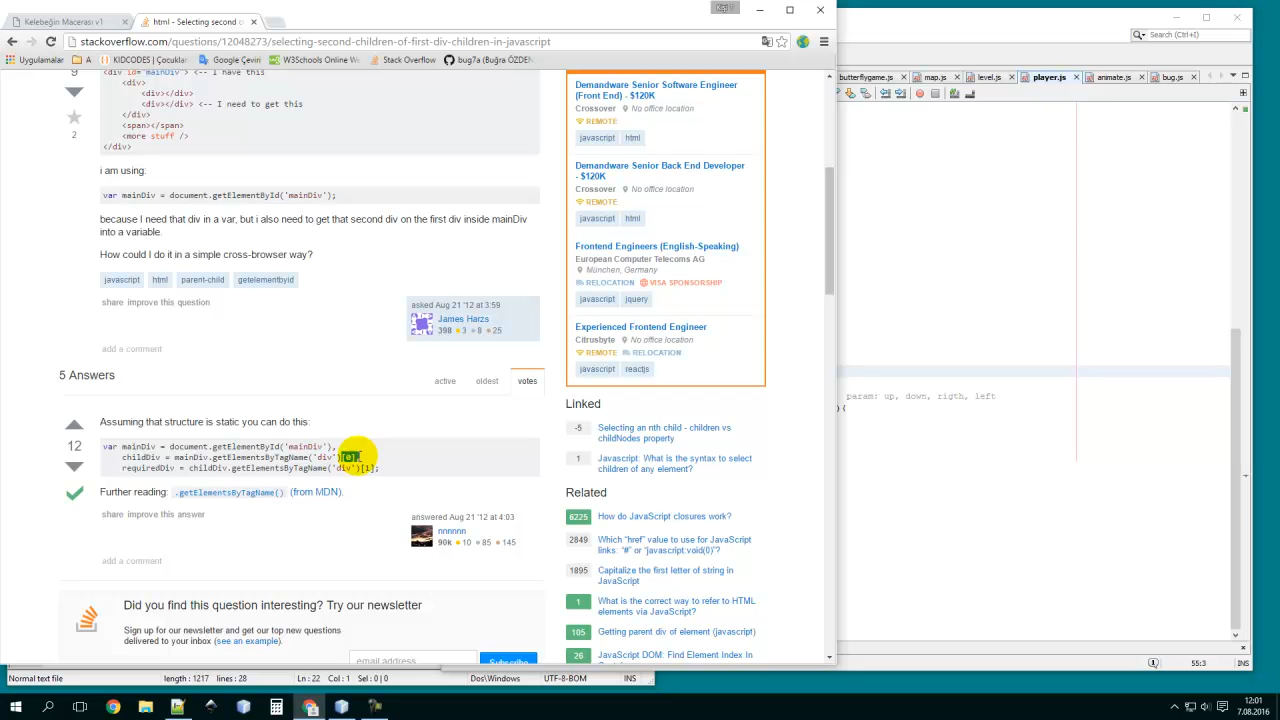 Kelebeğin Macerası v1
html - Selecting second c
stackoverflow.com/questions/12048273/selecting-second-children-of-first-div-children-in-javascript
Uygulamalar
KIDCODES | Çocuklar
Google Çeviri
W3Schools Online We
Stack Overflow
bug7a (Buğra ÖZDEN
Search (Ctrl+I)
butterflygame.js
map.js
level.js
player.js
animate.js
bug.js
9
2
<div id="mainDiv"> <-- I have this
<div>
<div></div>
<div></div> <-- I need to get this
</div>
<span></span>
<more stuff />
</div>
i am using:
var mainDiv = document.getElementById('mainDiv');
because I need that div in a var, but i also need to get that second div on the first div inside mainDiv
into a variable.
How could I do it in a simple cross-browser way?
javascript html parent-child getelementbyid
share improve this question
asked Aug 21 '12 at 3:59
James Harzs
398 3 8 25
add a comment
5 Answers
active oldest votes
Assuming that structure is static you can do this:
12
var mainDiv = document.getElementById('mainDiv'),
childDiv = mainDiv.getElementsByTagName('div')[0],
requiredDiv = childDiv.getElementsByTagName('div')[1];
Further reading: .getElementsByTagName() (from MDN).
share improve this answer
answered Aug 21 '12 at 4:03
nnnnnn
90k 10 85 145
add a comment
Did you find this question interesting? Try our newsletter
Sign up for our newsletter and get our top new questions
delivered to your inbox (see an example).
email address
Subscribe
Demandware Senior Software Engineer
(Front End) - $120K
Crossover No office location
REMOTE
javascript html
Demandware Senior Back End Developer
- $120K
Crossover No office location
REMOTE
javascript html
Frontend Engineers (English-Speaking)
European Computer Telecoms AG
München, Germany
RELOCATION VISA SPONSORSHIP
javascript jquery
Experienced Frontend Engineer
Citrusbyte No office location
REMOTE RELOCATION
javascript reactjs
Linked
-5 Selecting an nth child - children vs
childNodes property
1 Javascript: What is the syntax to select
children of any element?
Related
6225 How do JavaScript closures work?
2849 Which "href" value to use for JavaScript
links: "#" or "javascript:void(0)"?
1895 Capitalize the first letter of string in
JavaScript
1 What is the correct way to refer to HTML
elements via JavaScript?
105 Getting parent div of element (javascript)
26 JavaScript DOM: Find Element Index In
param: up, down, rigth, left
){
55:3 INS
Normal text file
length : 1217 lines : 28
Ln : 22 Col : 1 Sel : 0 | 0
Dos\Windows
UTF-8-BOM
INS
12:01
7.08.2016